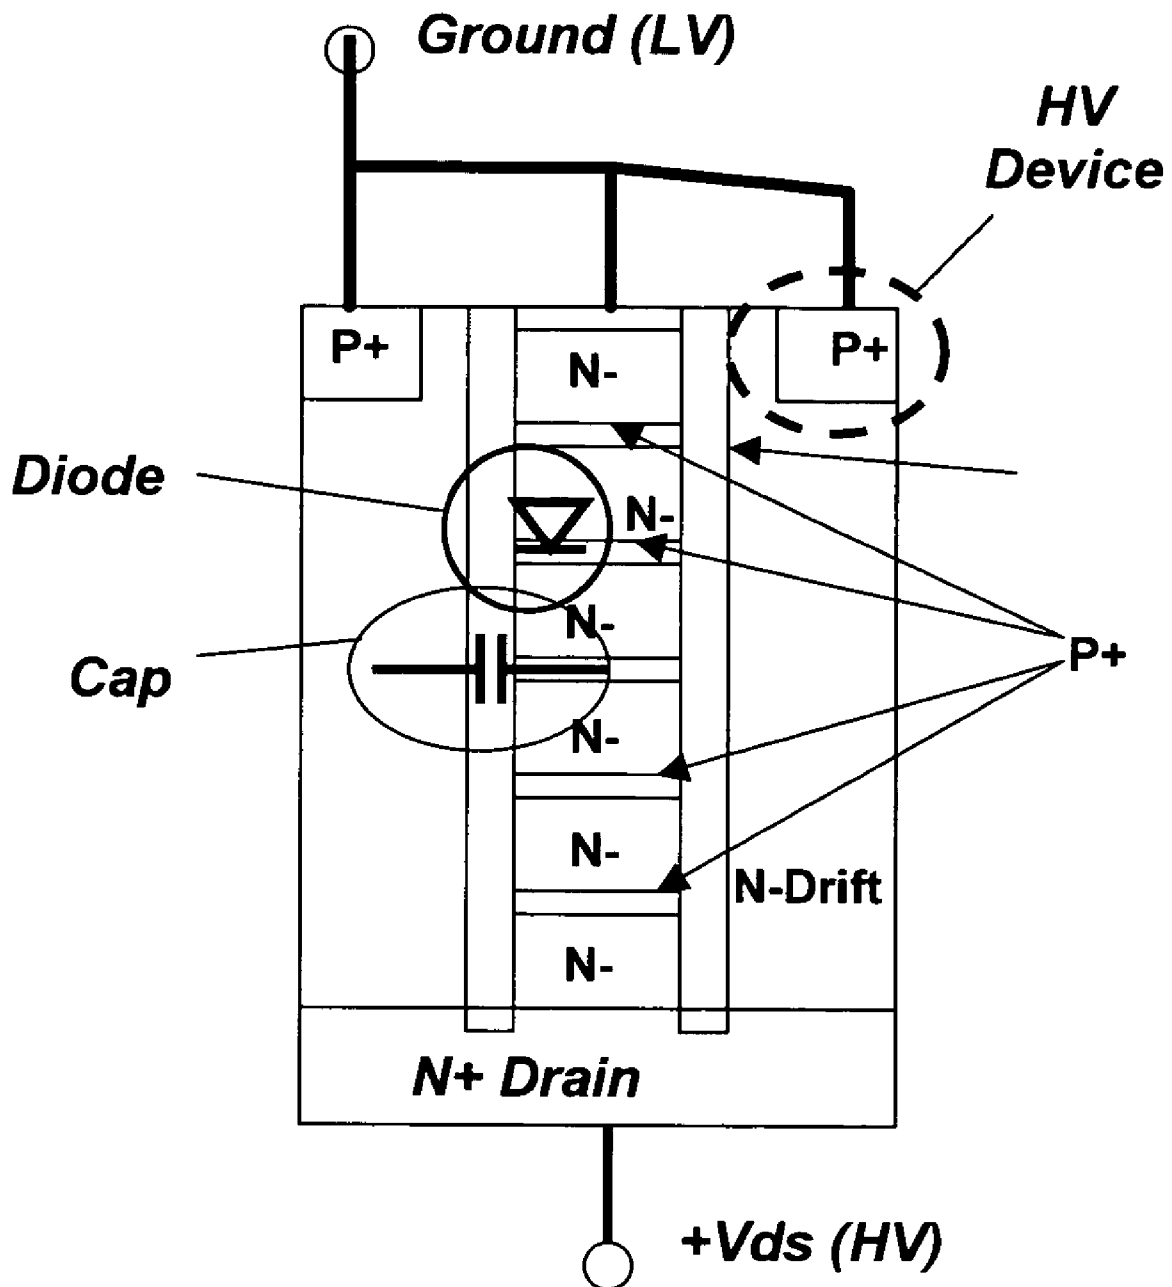 Ground (LV)
HV
Device
P+
N-
P+
Diode
N-
N-
Cap
P+
N-
N-
N-Drift
N-
N+ Drain
+Vds (HV)